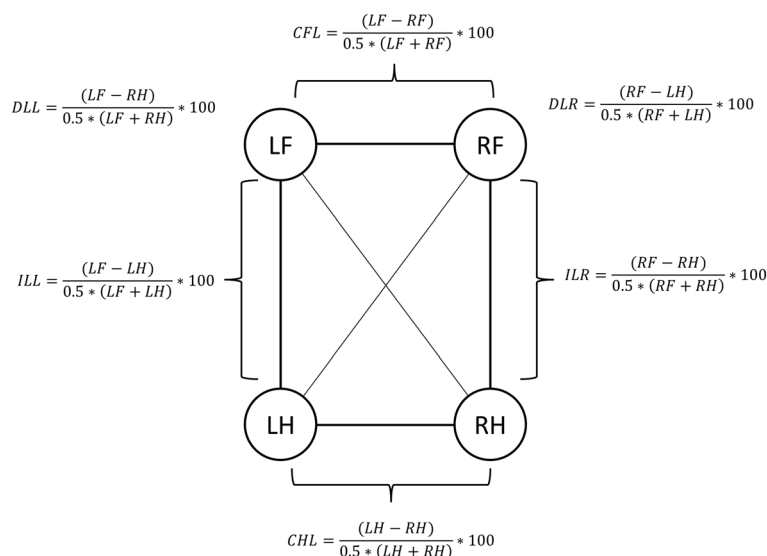 CFL = (LF − RF) / 0.5 ∗ (LF + RF) ∗ 100
DLL = (LF − RH) / 0.5 ∗ (LF + RH) ∗ 100
DLR = (RF − LH) / 0.5 ∗ (RF + LH) ∗ 100
LF
RF
ILL = (LF − LH) / 0.5 ∗ (LF + LH) ∗ 100
ILR = (RF − RH) / 0.5 ∗ (RF + RH) ∗ 100
LH
RH
CHL = (LH − RH) / 0.5 ∗ (LH + RH) ∗ 100